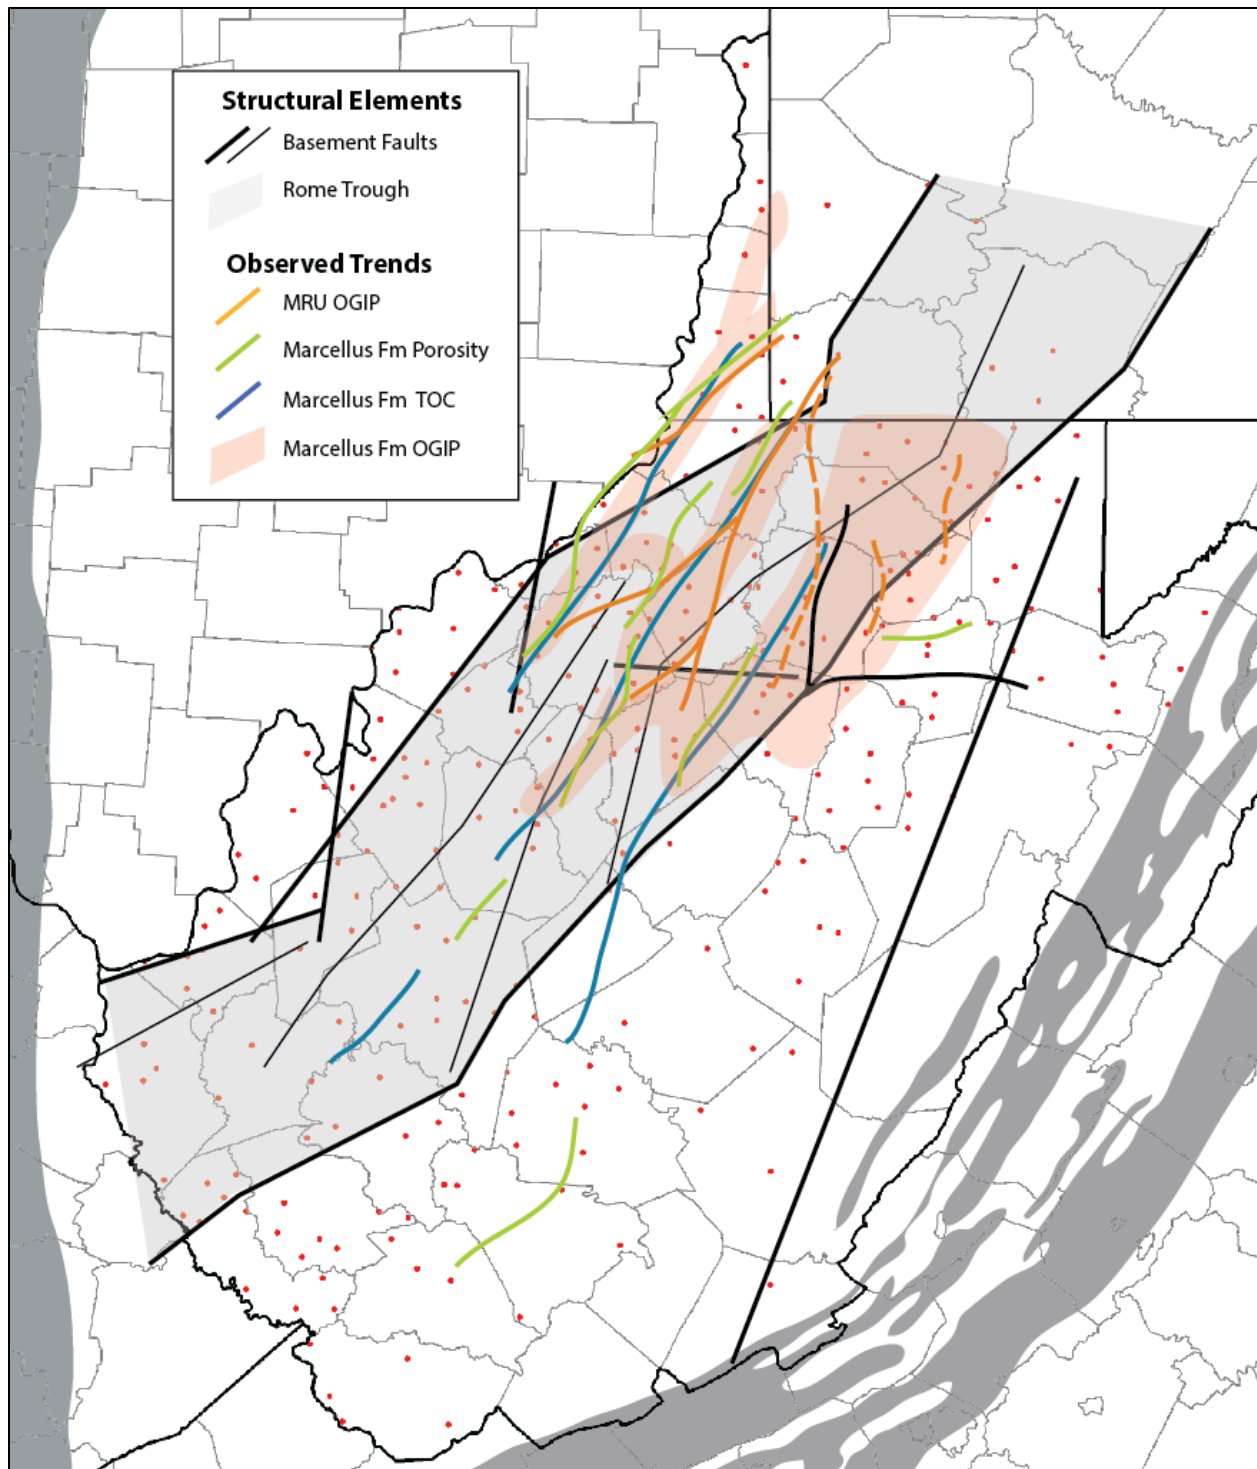 Structural Elements
Basement Faults
Rome Trough
Observed Trends
MRU OGIP
Marcellus Fm Porosity
Marcellus Fm TOC
Marcellus Fm OGIP